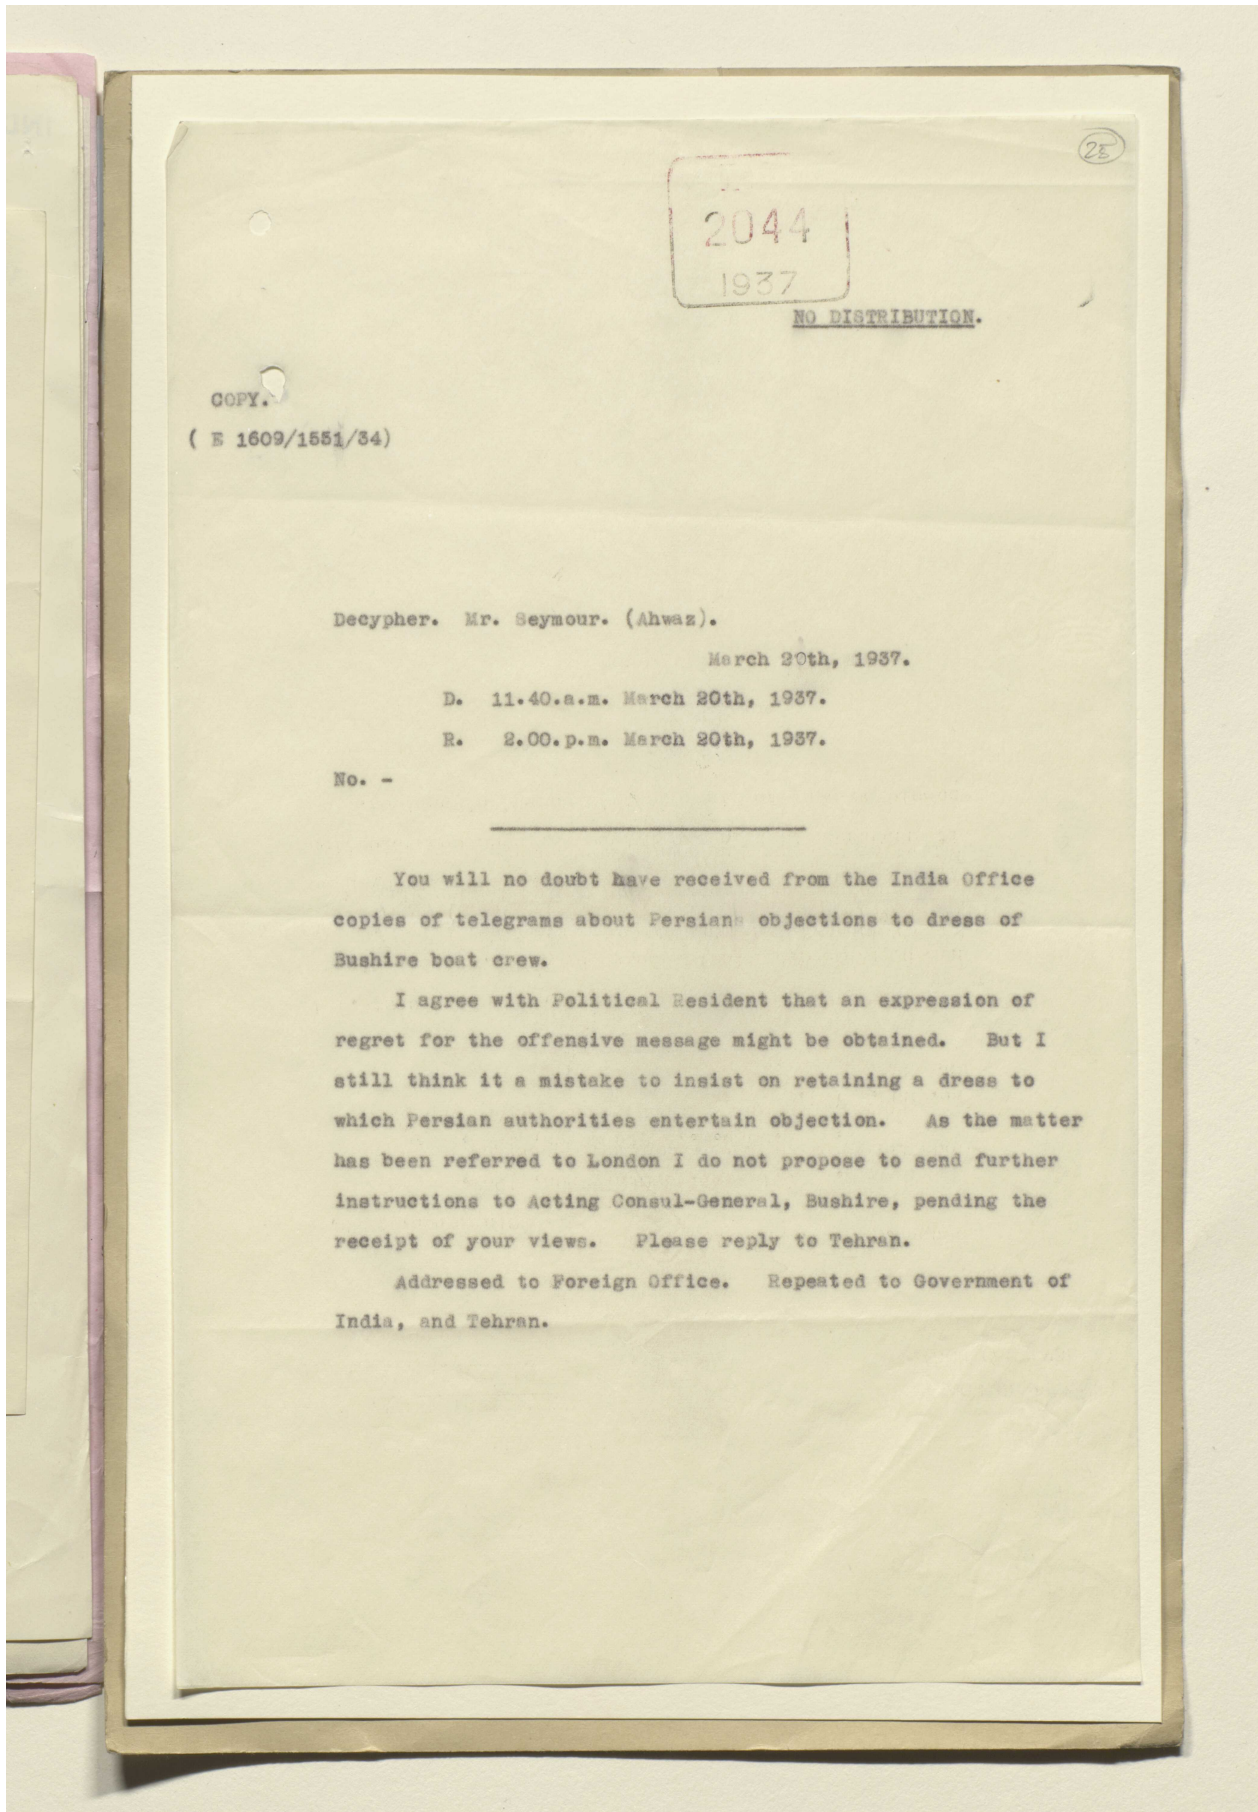 25
2044
1937
NO DISTRIBUTION.
COPY.
( E 1609/1551/34)
Decypher. Mr. Seymour. (Ahwaz).
March 20th, 1937.
D. 11.40.a.m. March 20th, 1937.
R. 2.00.p.m. March 20th, 1937.
No. -
You will no doubt have received from the India Office
copies of telegrams about Persian objections to dress of
Bushire boat crew.
I agree with Political Resident that an expression of
regret for the offensive message might be obtained. But I
still think it a mistake to insist on retaining a dress to
which Persian authorities entertain objection. As the matter
has been referred to London I do not propose to send further
instructions to Acting Consul-General, Bushire, pending the
receipt of your views. Please reply to Tehran.
Addressed to Foreign Office. Repeated to Government of
India, and Tehran.